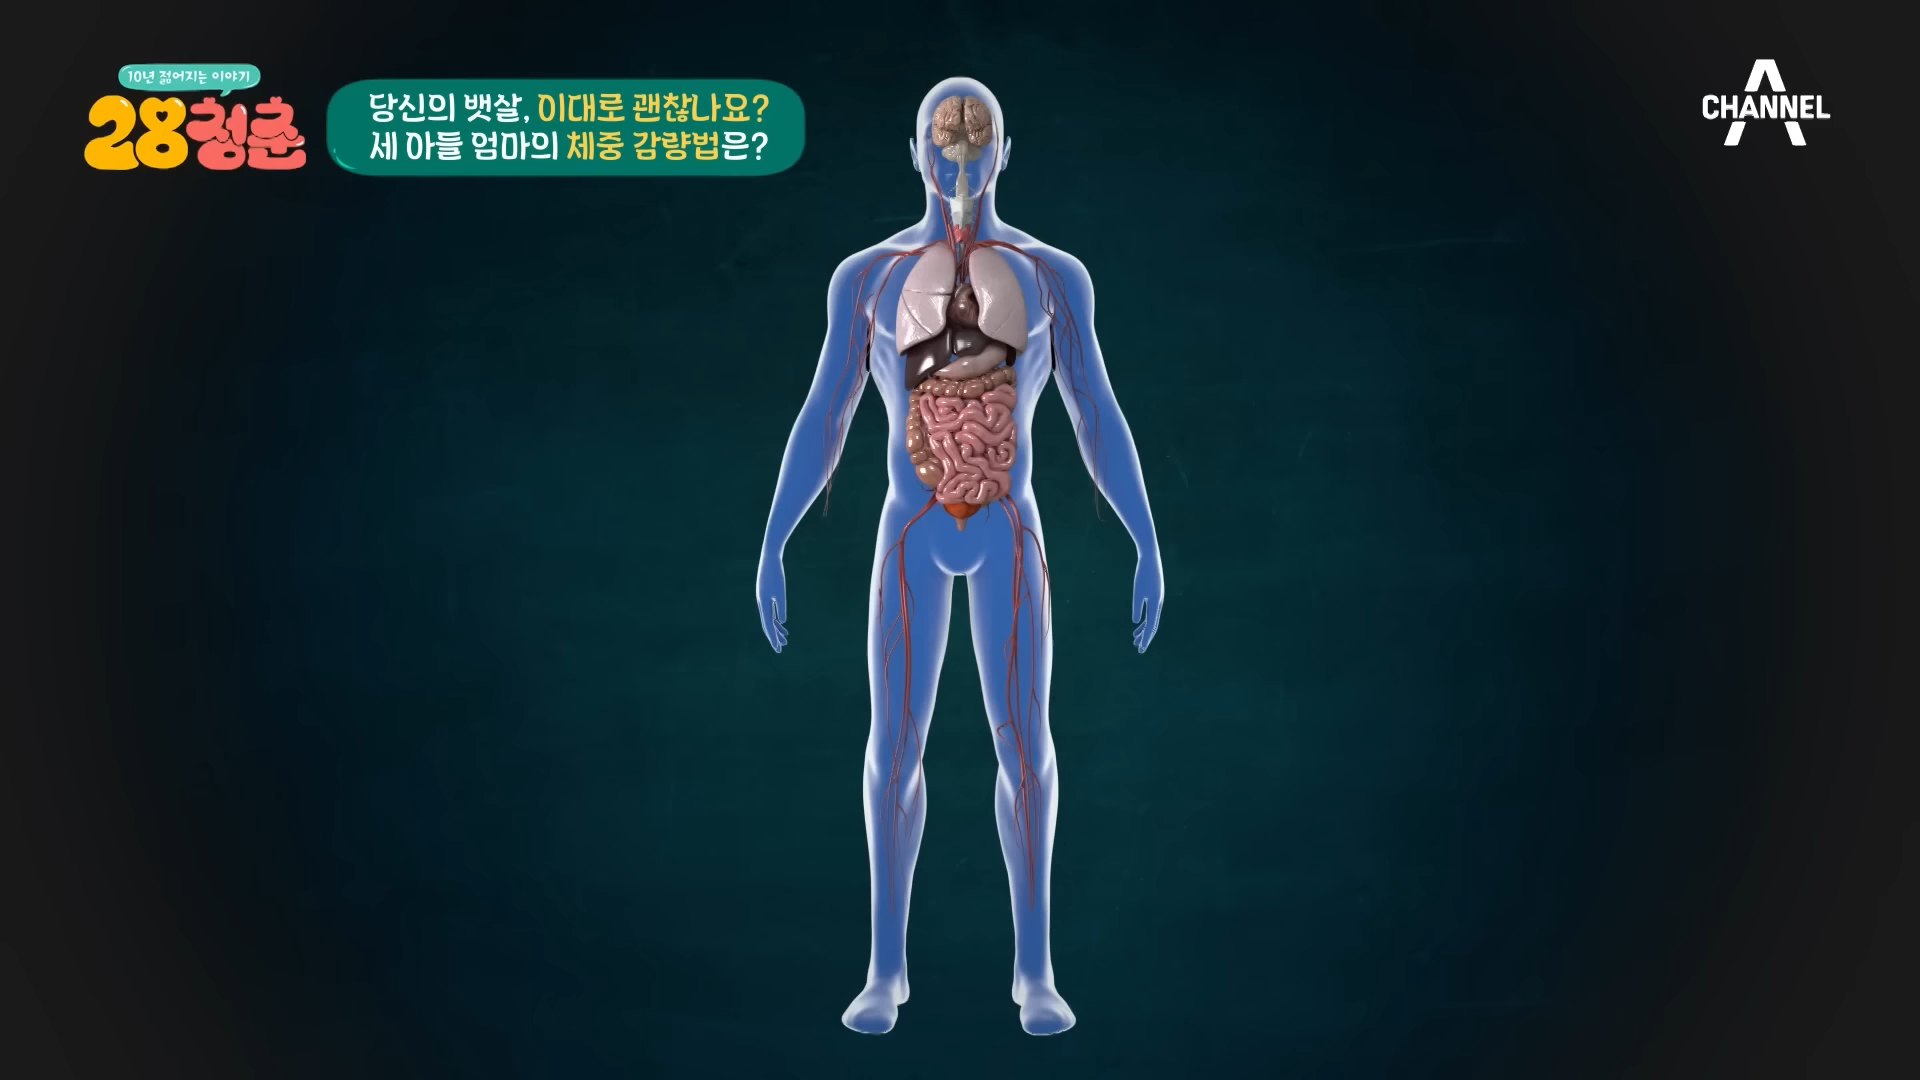 10년 젊어지는 이야기
28청춘
당신의 뱃살, 이대로 괜찮나요?
세 아들 엄마의 체중 감량법은?
CHANNEL A